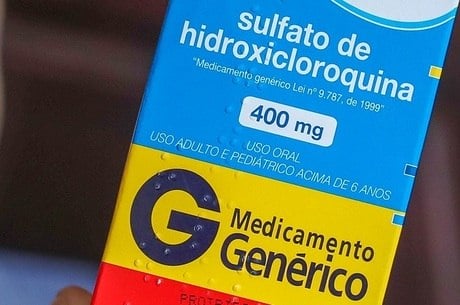 sulfato de
hidroxicloroquina
"Medicamento genérico Lei nº 9.787, de 1999"
400 mg
USO ORAL
USO ADULTO E PEDIÁTRICO ACIMA DE 6 ANOS
G Medicamento
Genérico